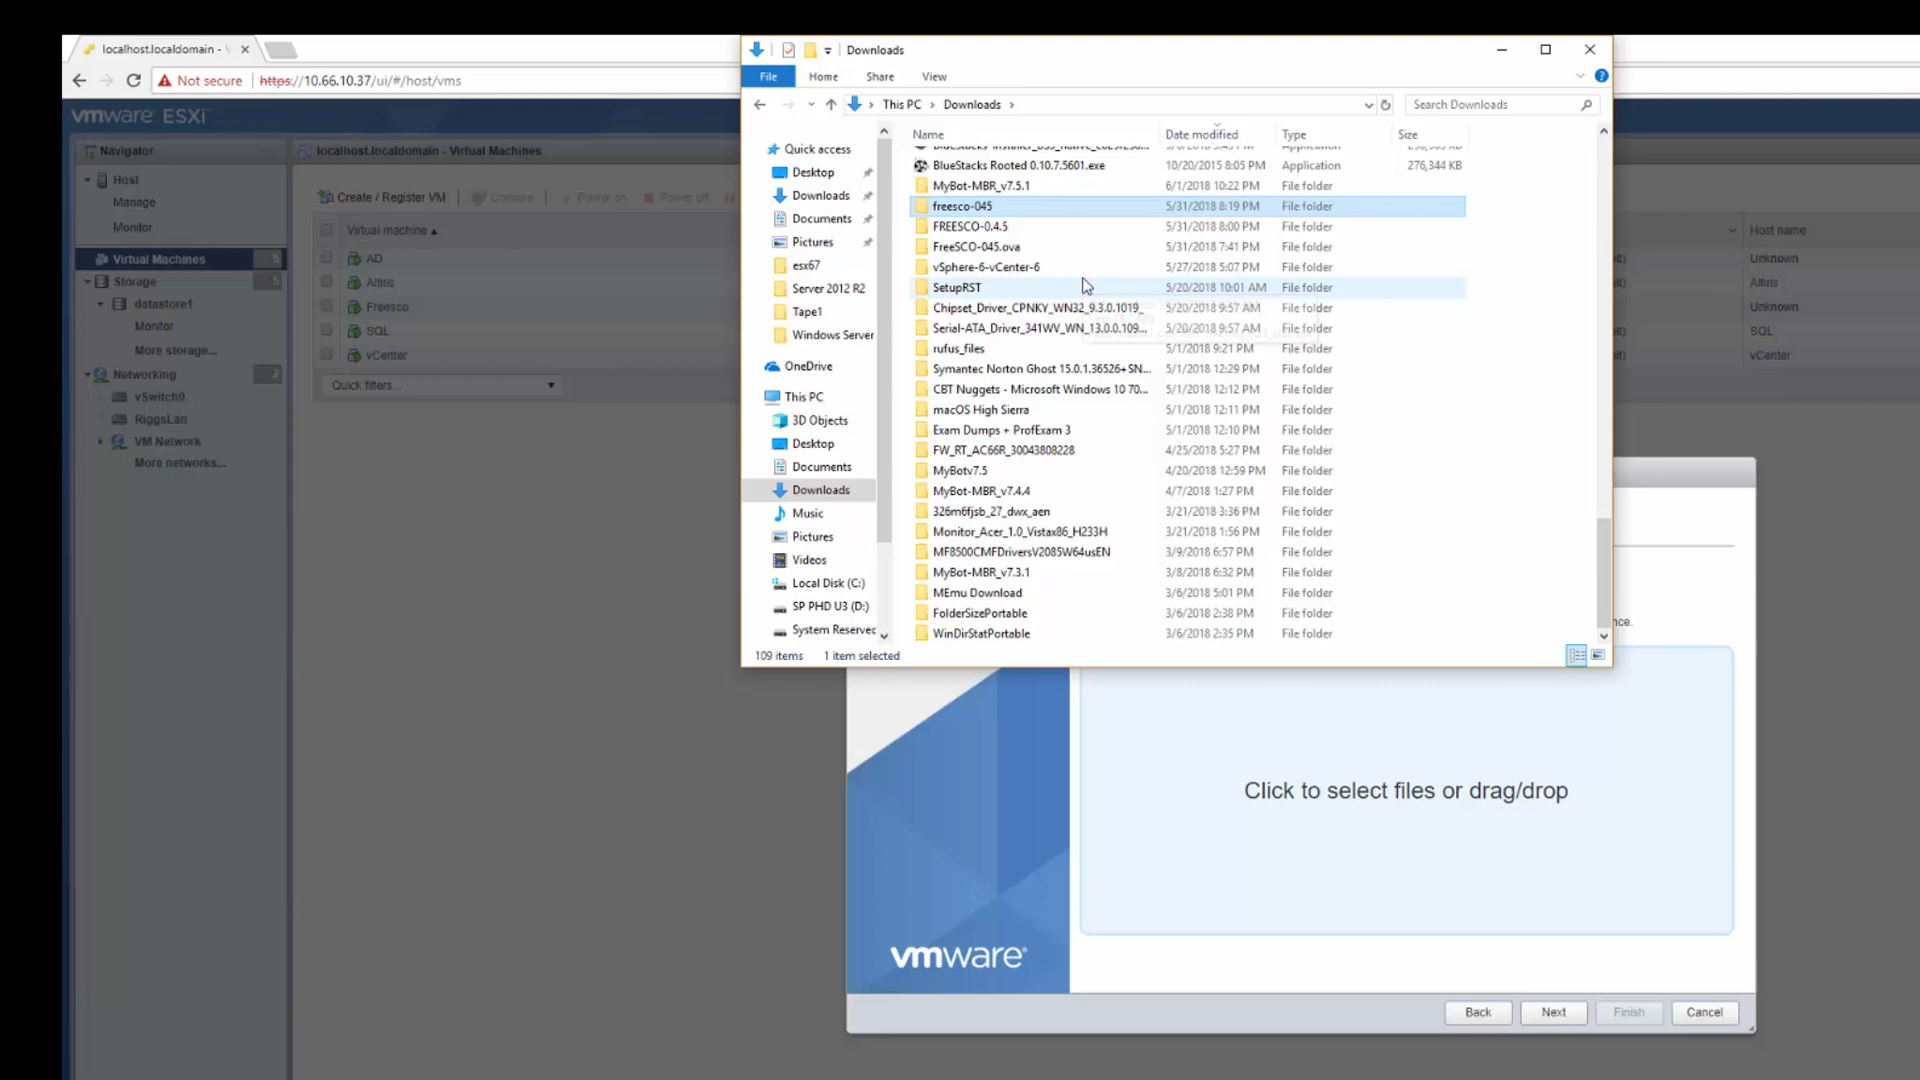 localhost.localdomain -
Not secure
https://10.66.10.37/ui/#/host/vms
vmware ESXi
Navigator
Host
Manage
Monitor
Virtual Machines 5
Storage 5
datastore1
Monitor
More storage...
Networking 2
vSwitch0
RiggsLan
VM Network
More networks...
localhost.localdomain - Virtual Machines
Create / Register VM
Console
Power on
Power off
Virtual machine
AD
Altiris
Freesco
SQL
vCenter
Quick filters...
Downloads
File Home Share View
This PC > Downloads >
Search Downloads
Quick access
Desktop
Downloads
Documents
Pictures
esx67
Server 2012 R2
Tape1
Windows Server
OneDrive
This PC
3D Objects
Desktop
Documents
Downloads
Music
Pictures
Videos
Local Disk (C:)
SP PHD U3 (D:)
System Reserved
Name Date modified Type Size
BlueStacks Rooted 0.10.7.5601.exe 10/20/2015 8:05 PM Application 276,344 KB
MyBot-MBR_v7.5.1 6/1/2018 10:22 PM File folder
freesco-045 5/31/2018 8:19 PM File folder
FREESCO-0.4.5 5/31/2018 8:00 PM File folder
FreeSCO-045.ova 5/31/2018 7:41 PM File folder
vSphere-6-vCenter-6 5/27/2018 5:07 PM File folder
SetupRST 5/20/2018 10:01 AM File folder
Chipset_Driver_CPNKY_WN32_9.3.0.1019_ 5/20/2018 9:57 AM File folder
Serial-ATA_Driver_341WV_WN_13.0.0.109... 5/20/2018 9:57 AM File folder
rufus_files 5/1/2018 9:21 PM File folder
Symantec Norton Ghost 15.0.1.36526+SN... 5/1/2018 12:29 PM File folder
CBT Nuggets - Microsoft Windows 10 70... 5/1/2018 12:12 PM File folder
macOS High Sierra 5/1/2018 12:11 PM File folder
Exam Dumps + ProfExam 3 5/1/2018 12:10 PM File folder
FW_RT_AC66R_30043808228 4/25/2018 5:27 PM File folder
MyBotv7.5 4/20/2018 12:59 PM File folder
MyBot-MBR_v7.4.4 4/7/2018 1:27 PM File folder
326m6fjsb_27_dwx_aen 3/21/2018 3:36 PM File folder
Monitor_Acer_1.0_Vistax86_H233H 3/21/2018 1:56 PM File folder
MF8500CMFDriversV2085W64usEN 3/9/2018 6:57 PM File folder
MyBot-MBR_v7.3.1 3/8/2018 6:32 PM File folder
MEmu Download 3/6/2018 5:01 PM File folder
FolderSizePortable 3/6/2018 2:38 PM File folder
WinDirStatPortable 3/6/2018 2:35 PM File folder
109 items 1 item selected
Host name
Unknown
Altiris
Unknown
SQL
vCenter
nce.
Click to select files or drag/drop
vmware
Back Next Finish Cancel